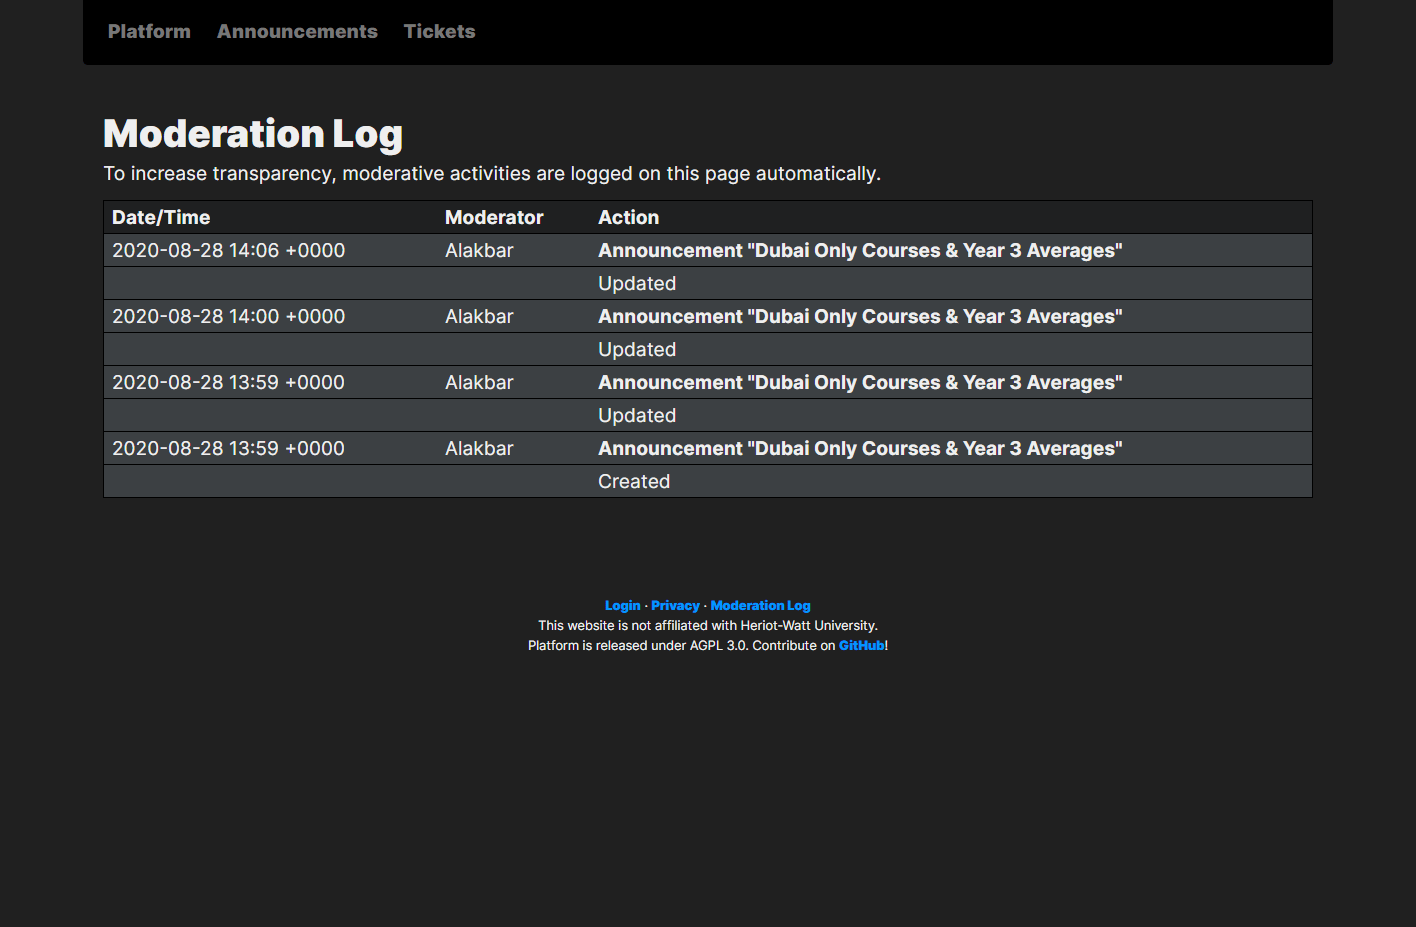 Platform Announcements Tickets
Moderation Log
To increase transparency, moderative activities are logged on this page automatically.
Date/Time Moderator Action
2020-08-28 14:06 +0000 Alakbar Announcement "Dubai Only Courses & Year 3 Averages"
Updated
2020-08-28 14:00 +0000 Alakbar Announcement "Dubai Only Courses & Year 3 Averages"
Updated
2020-08-28 13:59 +0000 Alakbar Announcement "Dubai Only Courses & Year 3 Averages"
Updated
2020-08-28 13:59 +0000 Alakbar Announcement "Dubai Only Courses & Year 3 Averages"
Created
Login · Privacy · Moderation Log
This website is not affiliated with Heriot-Watt University.
Platform is released under AGPL 3.0. Contribute on GitHub!